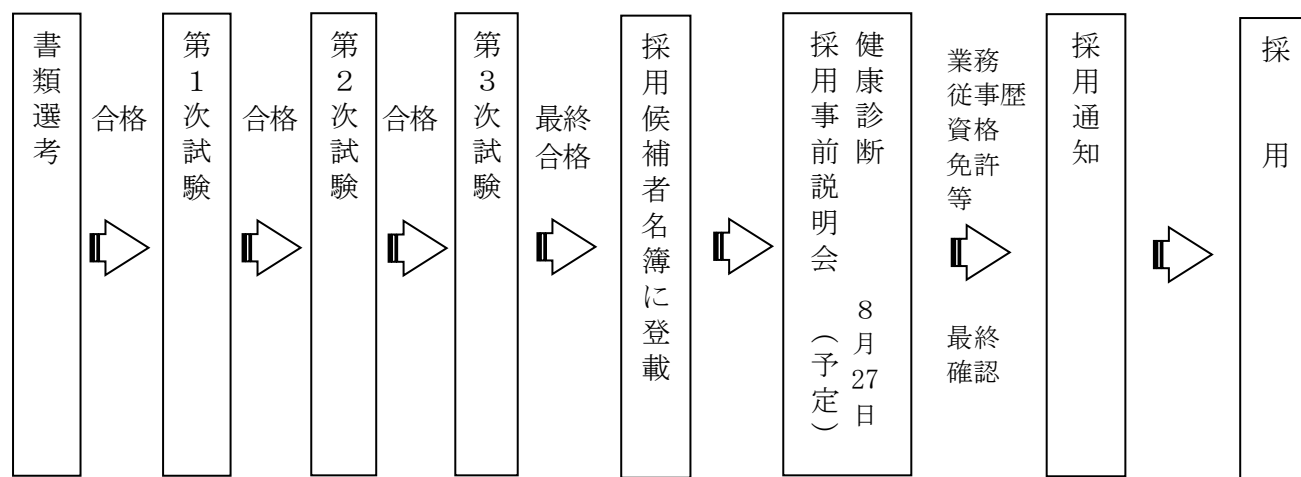 書類選考
合格
第１次試験
合格
第２次試験
合格
第３次試験
最終
合格
採用候補者名簿に登載
健康診断　８月27日
採用事前説明会　（予定）
業務
従事歴
資格
免許
等
最終
確認
採用通知
採用